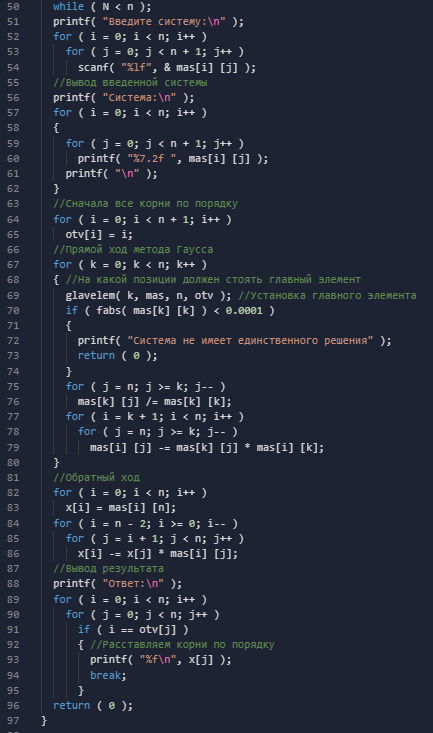 50 while ( N < n );
51 printf( "Введите систему:\n" );
52 for ( i = 0; i < n; i++ )
53 for ( j = 0; j < n + 1; j++ )
54 scanf( "%lf", & mas[i] [j] );
55 //Вывод введенной системы
56 printf( "Система:\n" );
57 for ( i = 0; i < n; i++ )
58 {
59 for ( j = 0; j < n + 1; j++ )
60 printf( "%7.2f ", mas[i] [j] );
61 printf( "\n" );
62 }
63 //Сначала все корни по порядку
64 for ( i = 0; i < n + 1; i++ )
65 otv[i] = i;
66 //Прямой ход метода Гаусса
67 for ( k = 0; k < n; k++ )
68 { //На какой позиции должен стоять главный элемент
69 glavelem( k, mas, n, otv ); //Установка главного элемента
70 if ( fabs( mas[k] [k] ) < 0.0001 )
71 {
72 printf( "Система не имеет единственного решения" );
73 return ( 0 );
74 }
75 for ( j = n; j >= k; j-- )
76 mas[k] [j] /= mas[k] [k];
77 for ( i = k + 1; i < n; i++ )
78 for ( j = n; j >= k; j-- )
79 mas[i] [j] -= mas[k] [j] * mas[i] [k];
80 }
81 //Обратный ход
82 for ( i = 0; i < n; i++ )
83 x[i] = mas[i] [n];
84 for ( i = n - 2; i >= 0; i-- )
85 for ( j = i + 1; j < n; j++ )
86 x[i] -= x[j] * mas[i] [j];
87 //Вывод результата
88 printf( "Ответ:\n" );
89 for ( i = 0; i < n; i++ )
90 for ( j = 0; j < n; j++ )
91 if ( i == otv[j] )
92 { //Расставляем корни по порядку
93 printf( "%f\n", x[j] );
94 break;
95 }
96 return ( 0 );
97 }